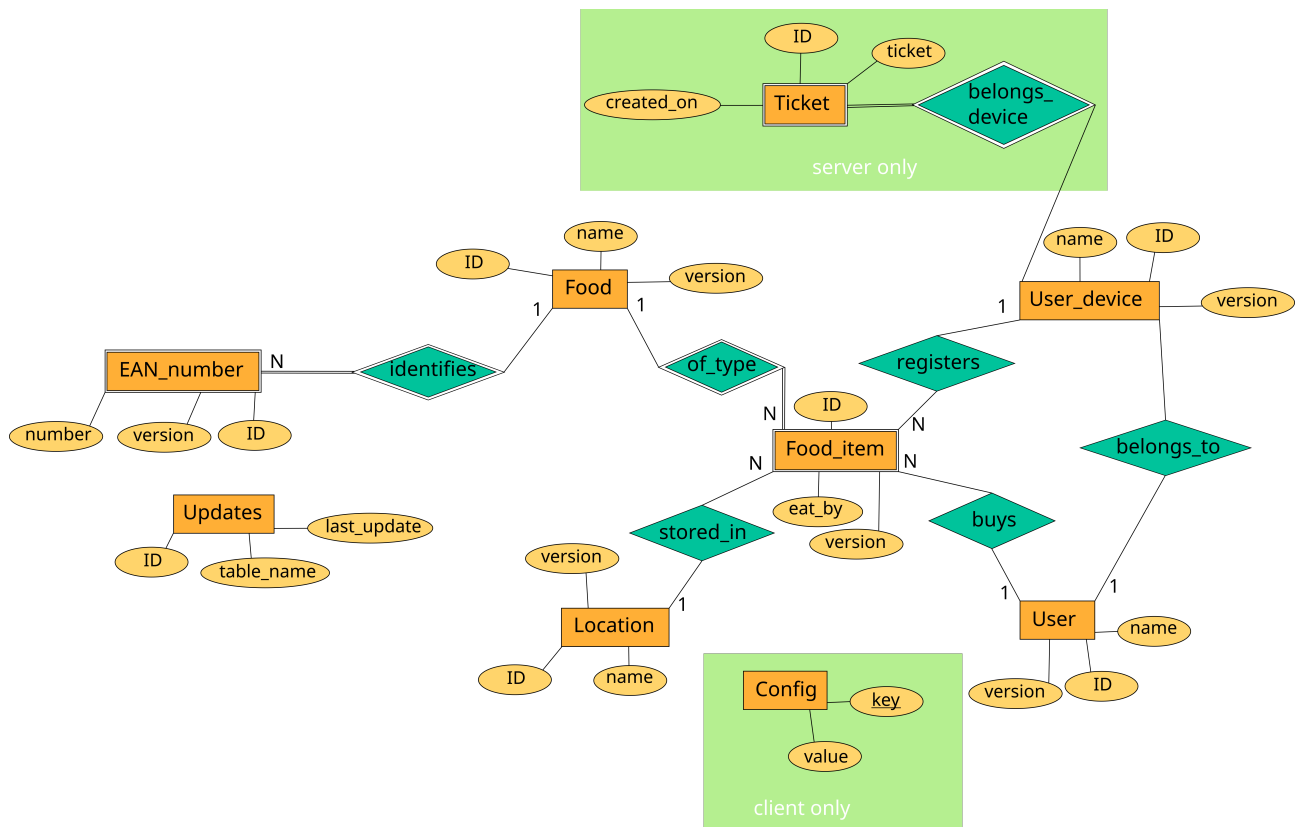 ID
ticket
created_on
Ticket
belongs_
device
server only
name
ID
version
Food
1
1
name
ID
version
User_device
1
EAN_number
N
identifies
of_type
registers
number
version
ID
N
ID
N
Food_item
N
N
belongs_to
eat_by
version
Updates
last_update
ID
table_name
stored_in
buys
version
1
Location
ID
name
1
1
User
name
version
ID
Config
key
value
client only